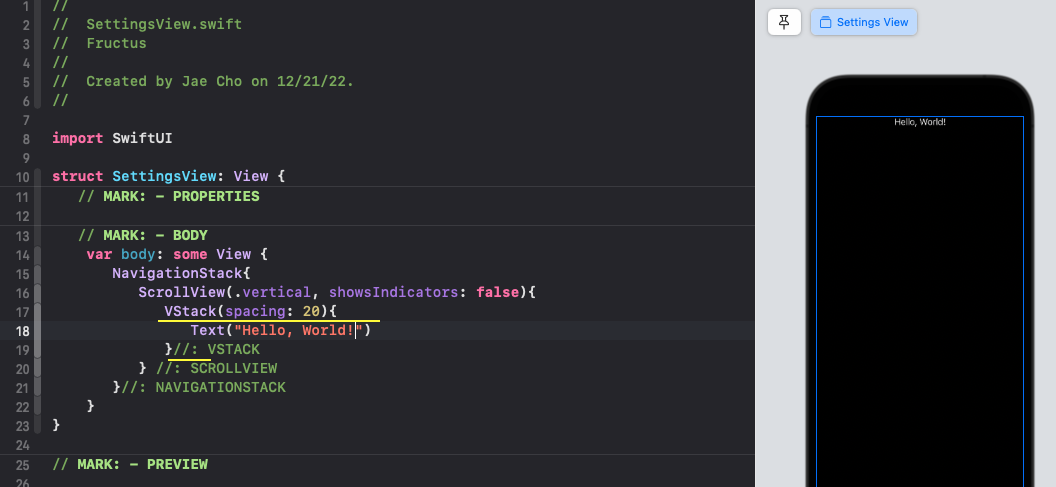 1 //
2 // SettingsView.swift
3 // Fructus
4 //
5 // Created by Jae Cho on 12/21/22.
6 //
7
8 import SwiftUI
9
10 struct SettingsView: View {
11 // MARK: - PROPERTIES
12
13 // MARK: - BODY
14 var body: some View {
15 NavigationStack{
16 ScrollView(.vertical, showsIndicators: false){
17 VStack(spacing: 20){
18 Text("Hello, World!")
19 }//: VSTACK
20 } //: SCROLLVIEW
21 }//: NAVIGATIONSTACK
22 }
23 }
24
25 // MARK: - PREVIEW
26
Settings View
Hello, World!